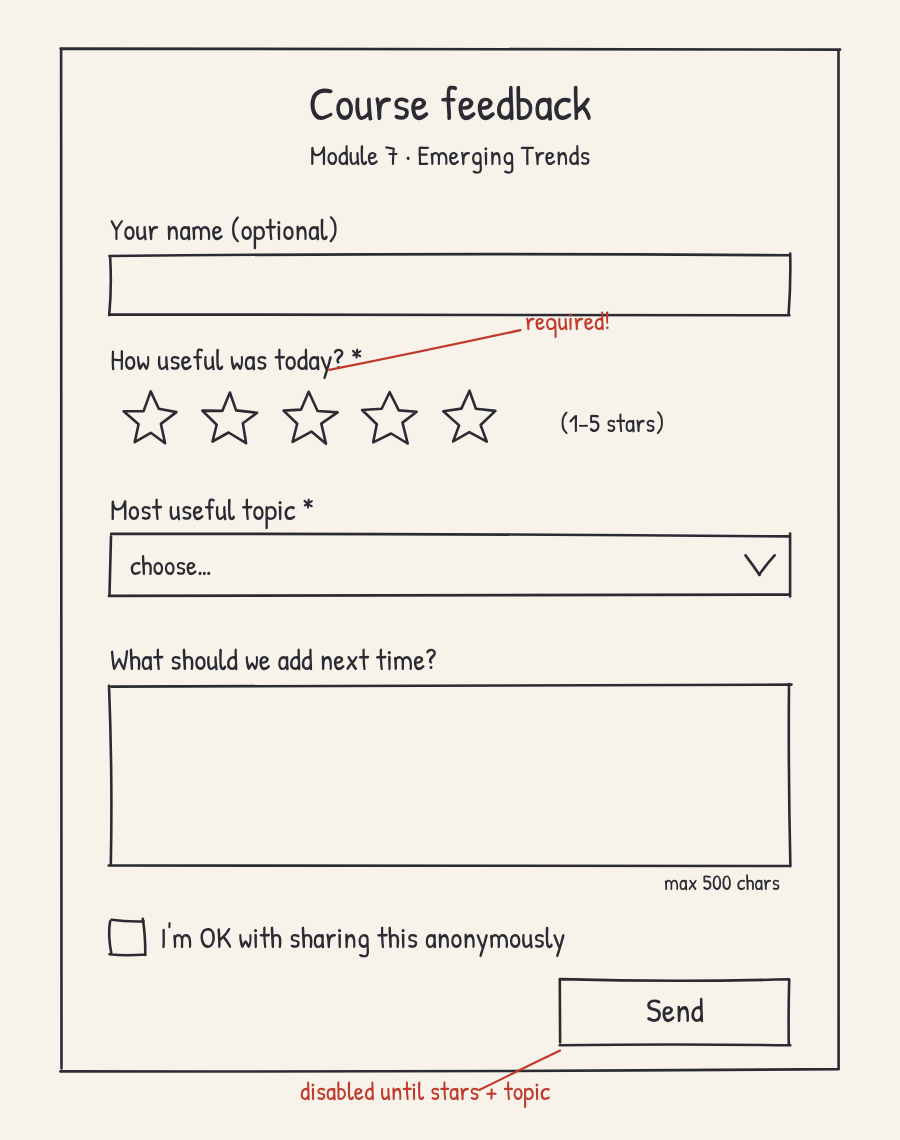 Course feedback
Module 7 · Emerging Trends
Your name (optional)
required!
How useful was today? *
(1–5 stars)
Most useful topic *
choose...
What should we add next time?
max 500 chars
I'm OK with sharing this anonymously
Send
disabled until stars + topic